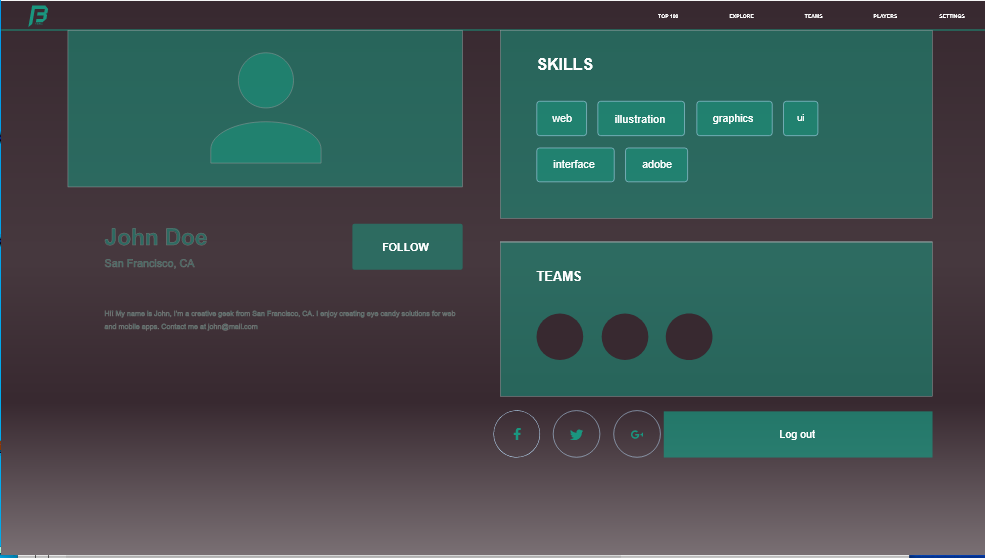 TOP 100 EXPLORE TEAMS PLAYERS SETTINGS
John Doe
San Francisco, CA
FOLLOW
Hi! My name is John, I'm a creative geek from San Francisco, CA. I enjoy creating eye candy solutions for web
and mobile apps. Contact me at john@mail.com
SKILLS
web illustration graphics ui
interface adobe
TEAMS
G+
Log out